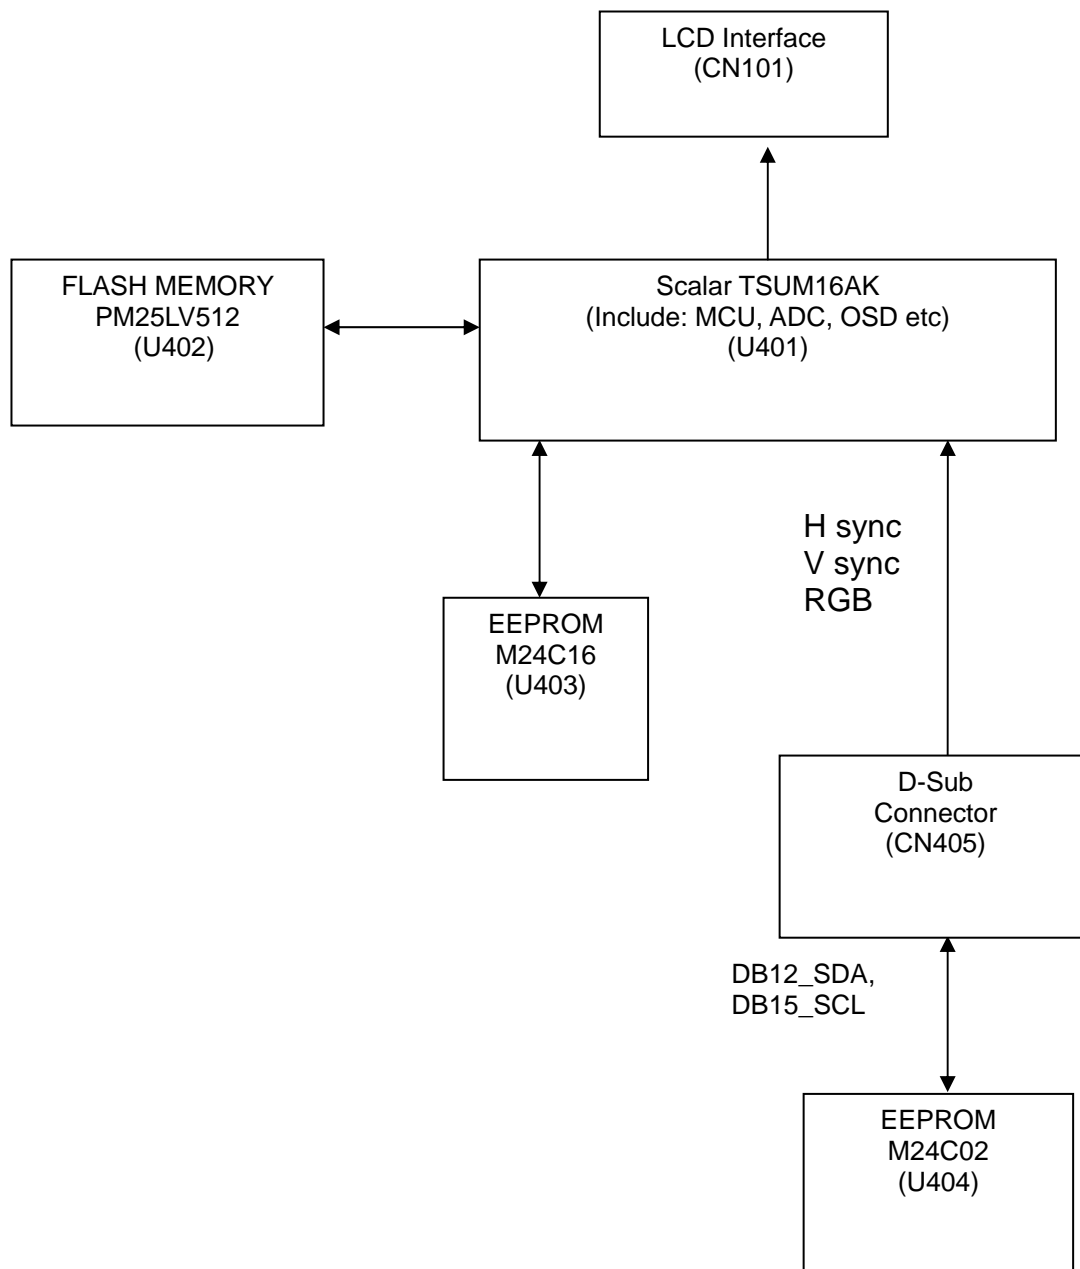 LCD Interface
(CN101)
FLASH MEMORY
PM25LV512
(U402)
Scalar TSUM16AK
(Include: MCU, ADC, OSD etc)
(U401)
H sync
V sync
RGB
EEPROM
M24C16
(U403)
D-Sub
Connector
(CN405)
DB12_SDA,
DB15_SCL
EEPROM
M24C02
(U404)